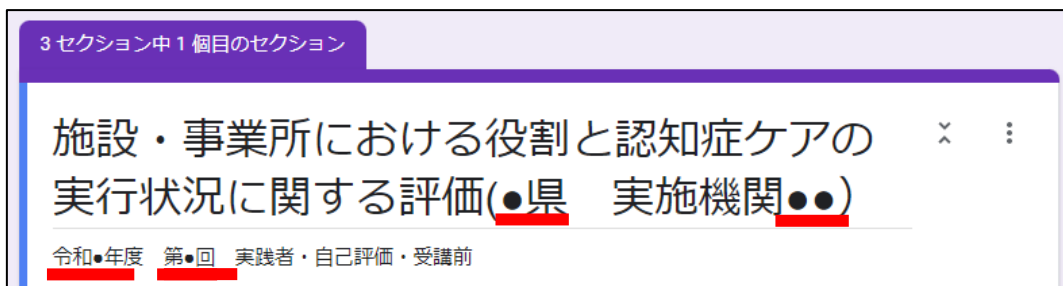 3 セクション中 1 個目のセクション
施設・事業所における役割と認知症ケアの
実行状況に関する評価(●県　実施機関●●)
令和●年度　第●回　実践者・自己評価・受講前